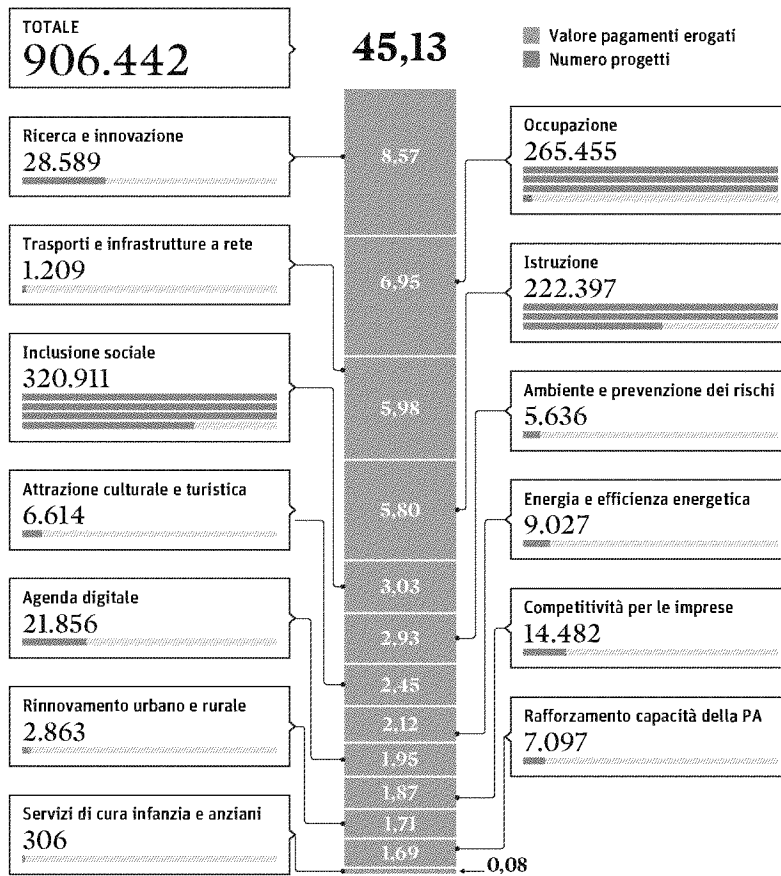 TOTALE
906.442
45,13
Valore pagamenti erogati
Numero progetti
Ricerca e innovazione
28.589
Trasporti e infrastrutture a rete
1.209
Inclusione sociale
320.911
Attrazione culturale e turistica
6.614
Agenda digitale
21.856
Rinnovamento urbano e rurale
2.863
Servizi di cura infanzia e anziani
306
8,57
6,95
5,98
5,80
3,03
2,93
2,45
2,12
1,95
1,87
1,71
1,69
0,08
Occupazione
265.455
Istruzione
222.397
Ambiente e prevenzione dei rischi
5.636
Energia e efficienza energetica
9.027
Competitività per le imprese
14.482
Rafforzamento capacità della PA
7.097